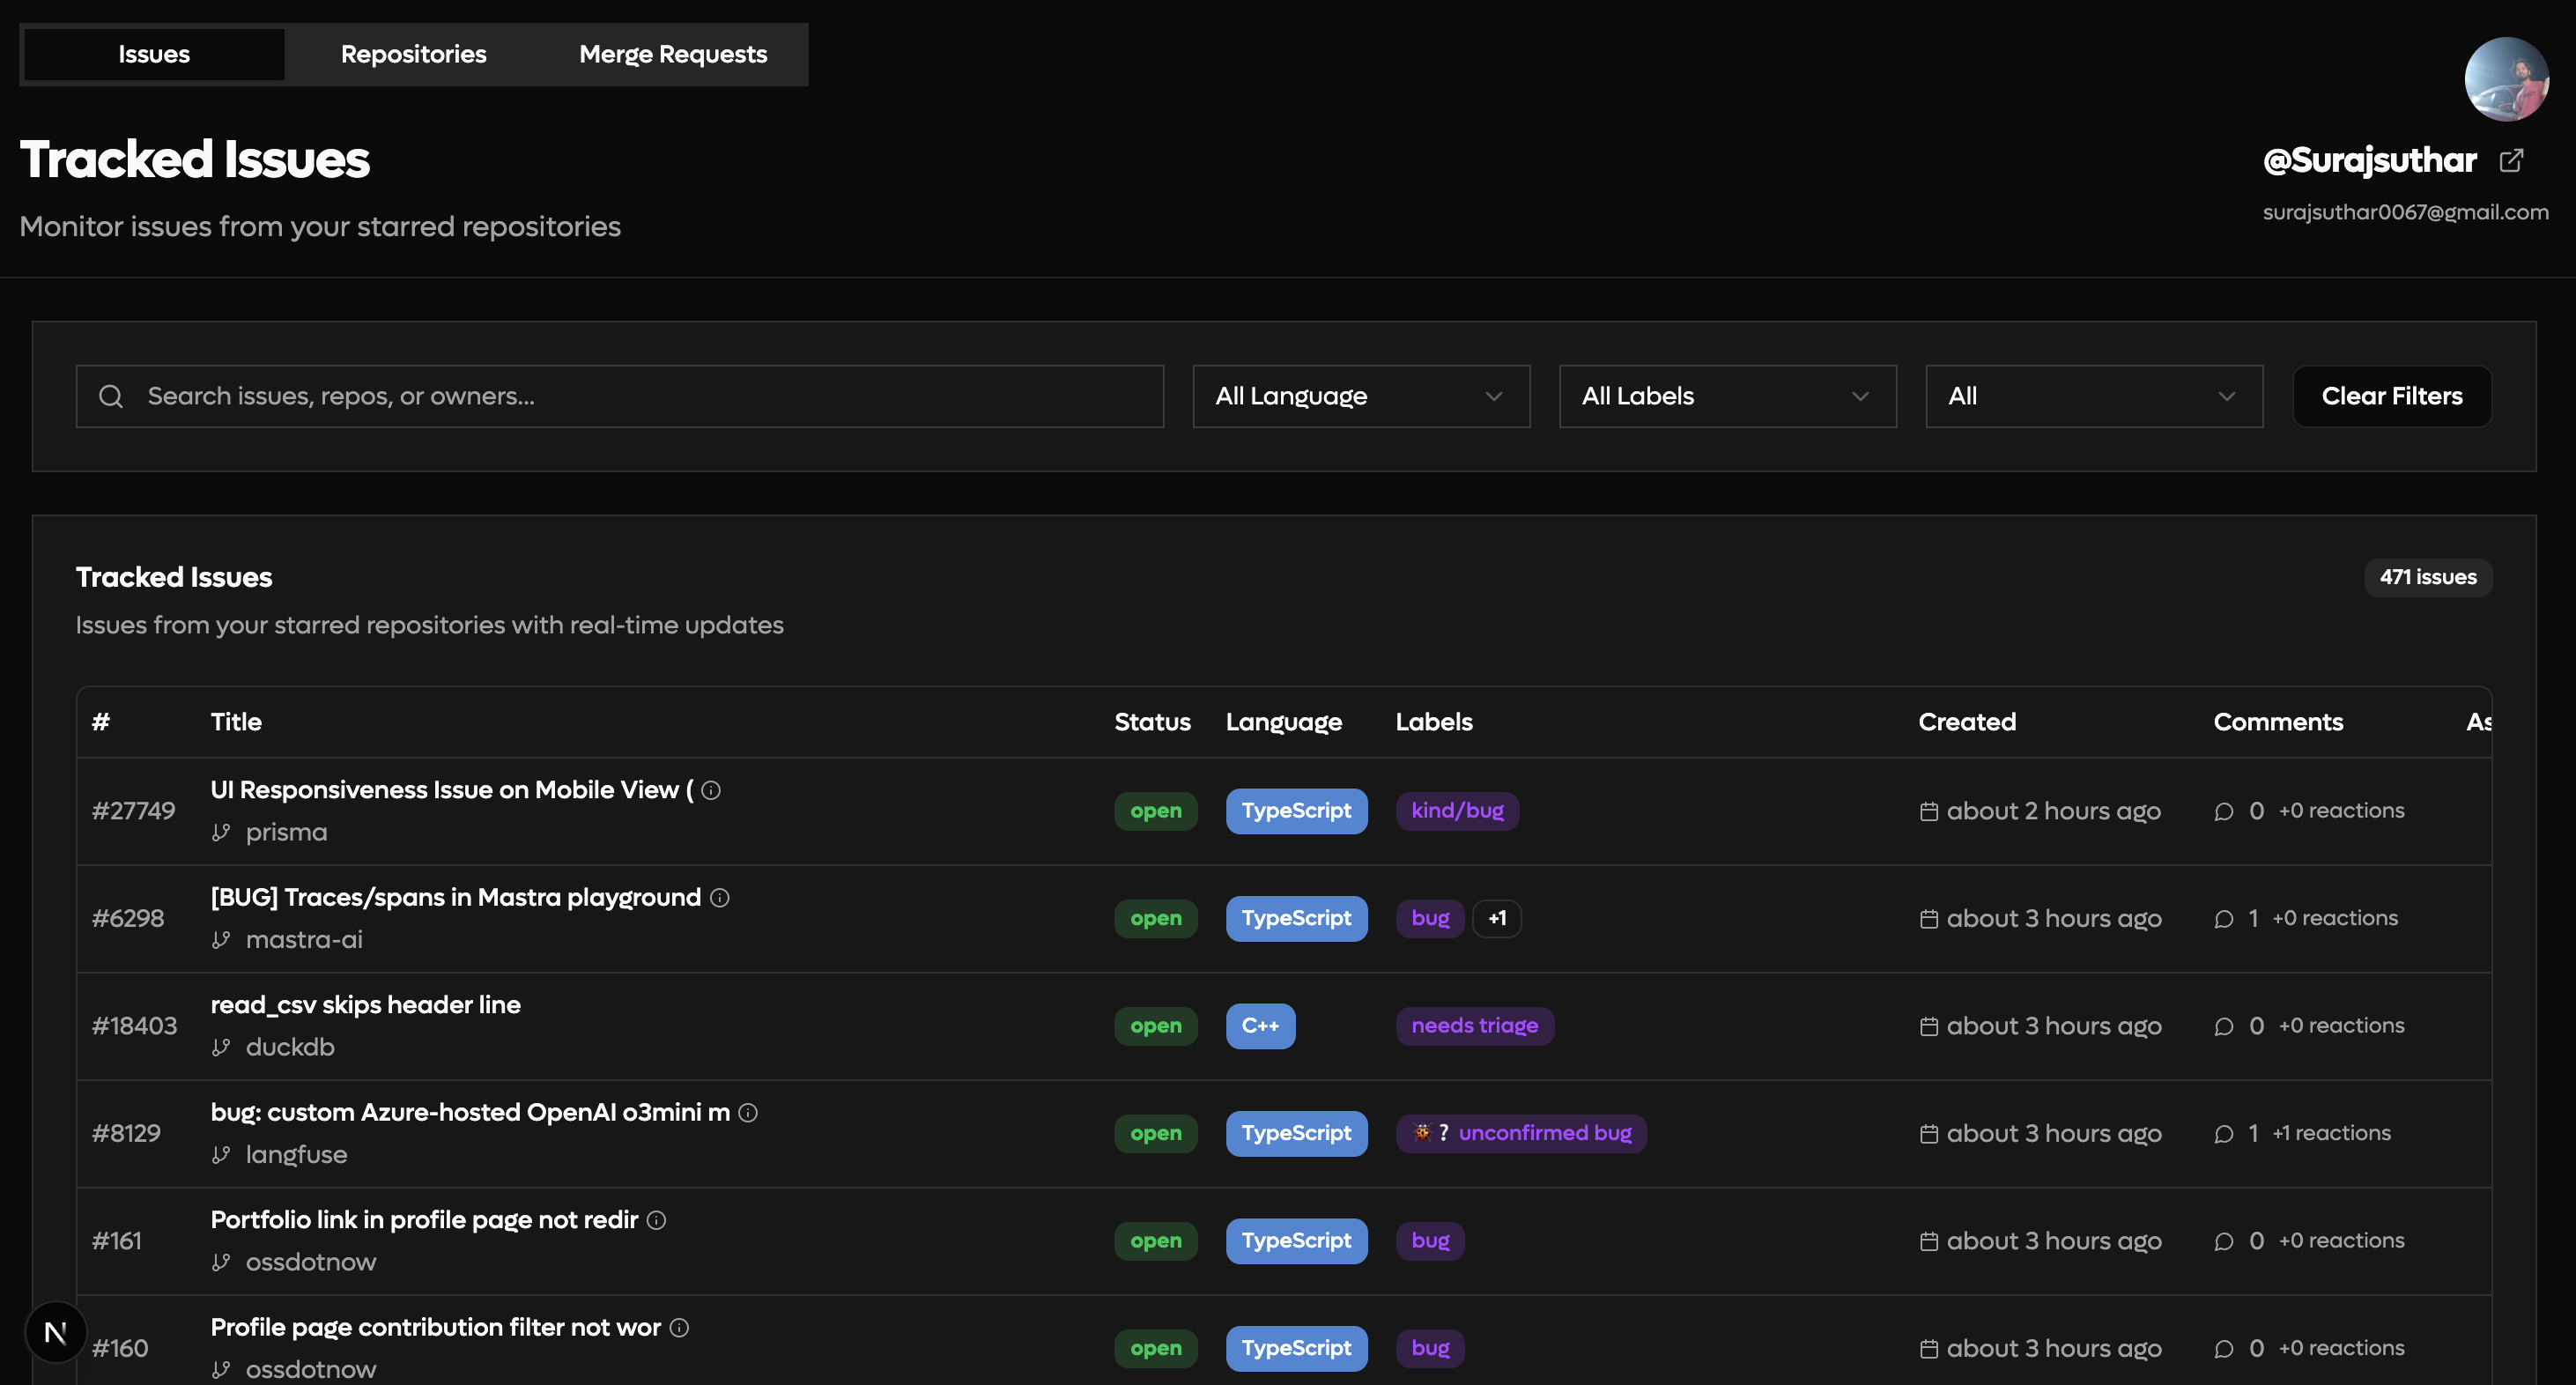 Issues Repositories Merge Requests
Tracked Issues
@Surajsuthar
Monitor issues from your starred repositories
surajsuthar0067@gmail.com
Search issues, repos, or owners... All Language All Labels All Clear Filters
Tracked Issues 471 issues
Issues from your starred repositories with real-time updates
# Title Status Language Labels Created Comments As
#27749 UI Responsiveness Issue on Mobile View ( open TypeScript kind/bug about 2 hours ago 0 +0 reactions
prisma
#6298 [BUG] Traces/spans in Mastra playground open TypeScript bug +1 about 3 hours ago 1 +0 reactions
mastra-ai
#18403 read_csv skips header line open C++ needs triage about 3 hours ago 0 +0 reactions
duckdb
#8129 bug: custom Azure-hosted OpenAI o3mini m open TypeScript ? unconfirmed bug about 3 hours ago 1 +1 reactions
langfuse
#161 Portfolio link in profile page not redir open TypeScript bug about 3 hours ago 0 +0 reactions
ossdotnow
#160 Profile page contribution filter not wor open TypeScript bug about 3 hours ago 0 +0 reactions
ossdotnow
N